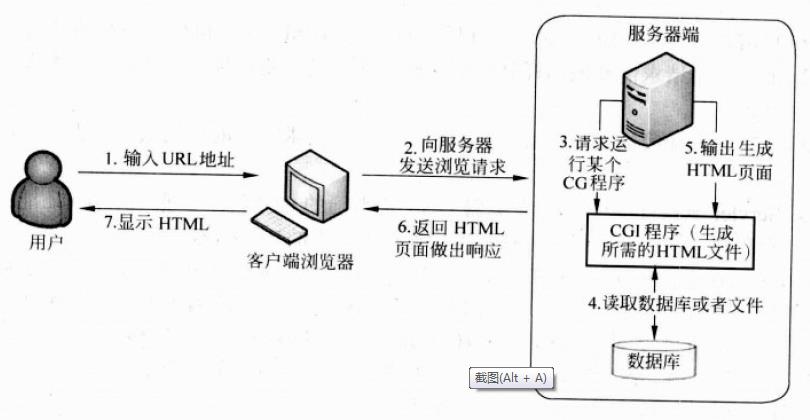 服务器端
1. 输入URL地址
2. 向服务器
发送浏览请求
3.请求运
行某个
CG程序
5. 输出生成
HTML页面
7.显示 HTML
用户
客户端浏览器
6.返回 HTML
页面做出响应
CGI 程序（生成
所需的HTML文件）
4.读取数据库或者文件
数据库
截图(Alt + A)